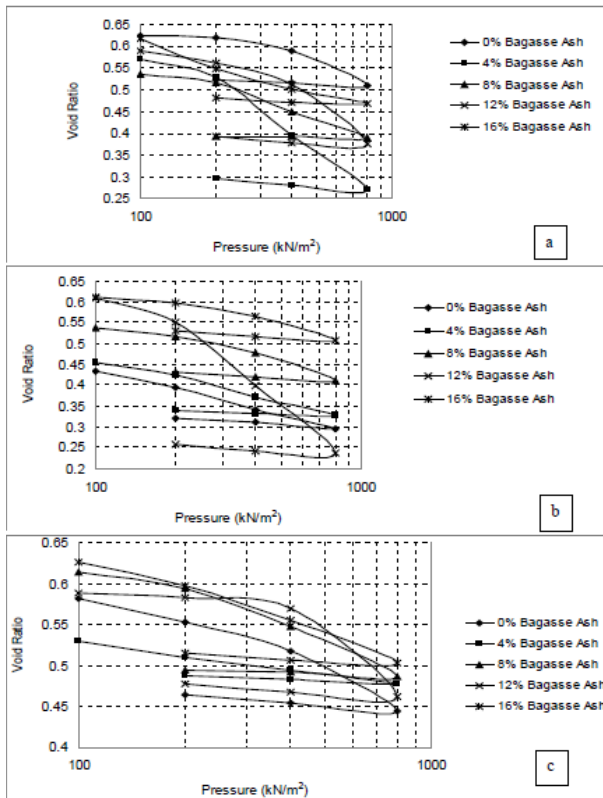 0.65
0.6
0.55
0.5
0.45
0.4
0.35
0.3
0.25
Void Ratio
100
1000
Pressure (kN/m²)
0% Bagasse Ash
4% Bagasse Ash
8% Bagasse Ash
12% Bagasse Ash
16% Bagasse Ash
a
0.65
0.6
0.55
0.5
0.45
0.4
0.35
0.3
0.25
0.2
Void Ratio
100
1000
Pressure (kN/m²)
0% Bagasse Ash
4% Bagasse Ash
8% Bagasse Ash
12% Bagasse Ash
16% Bagasse Ash
b
0.65
0.6
0.55
0.5
0.45
0.4
Void Ratio
100
1000
Pressure (kN/m²)
0% Bagasse Ash
4% Bagasse Ash
8% Bagasse Ash
12% Bagasse Ash
16% Bagasse Ash
c